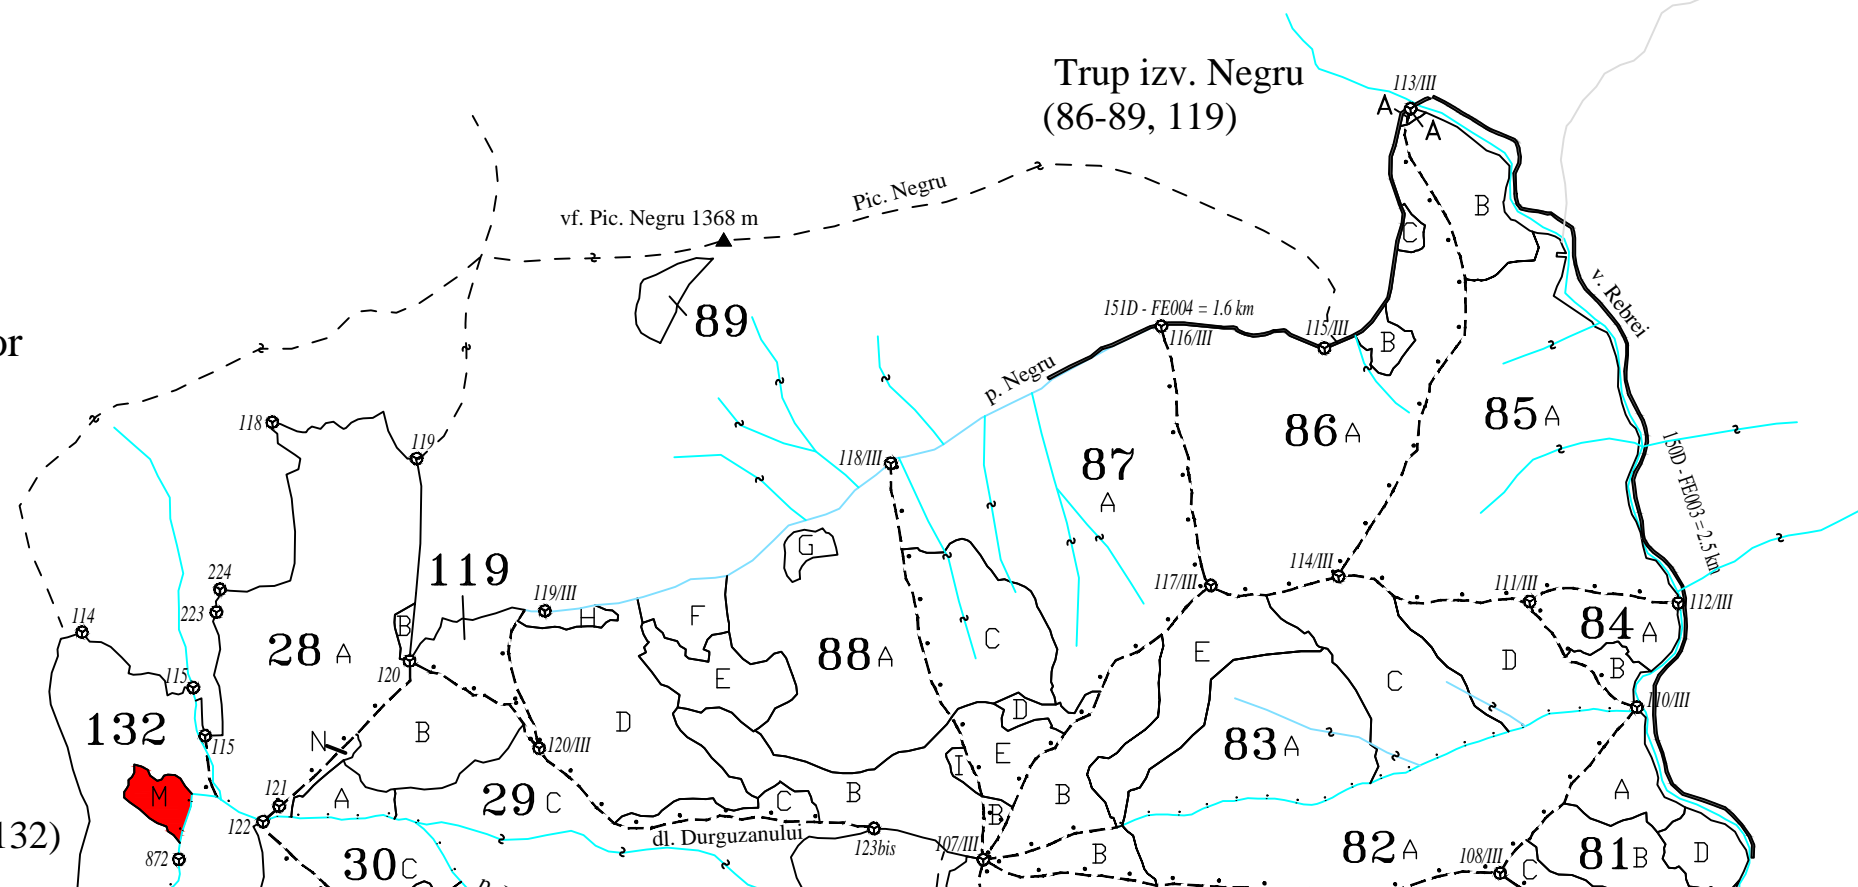 Trup izv. Negru
(86-89, 119)
113/III
A
A
B
C
vf. Pic. Negru 1368 m
Pic. Negru
v. Rebrei
89
151D - FE004 = 1.6 km
116/III
115/III
B
or
p. Negru
118
119
118/III
87
A
86 A
85 A
150D - FE003 = 2.5 km
G
224
223
119
119/III
H
117/III
114/III
111/III
112/III
114
B
F
28 A
120
88 A
C
E
84 A
D
B
115
E
C
132
115
N
B
D
D
120/III
110/III
83 A
E
I
M
121
A
29 C
C
B
B
B
A
122
132)
dl. Durguzanului
123bis
107/III
872
30 C
B
82 A
108/III
C
81 B
D
p.